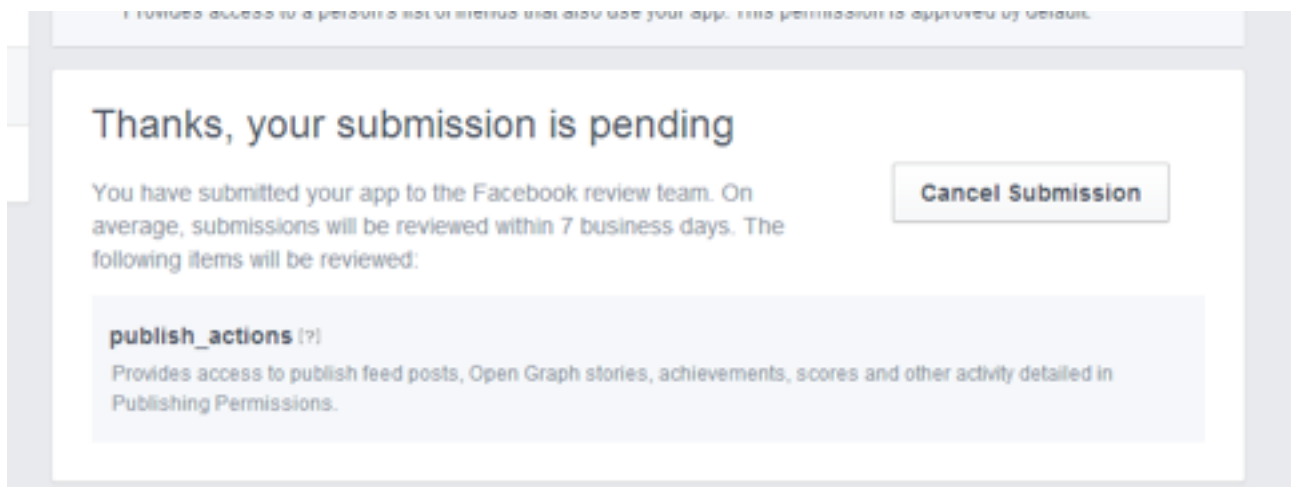 Provides access to a person's list of friends that also use your app. This permission is approved by default.
Thanks, your submission is pending
You have submitted your app to the Facebook review team. On
average, submissions will be reviewed within 7 business days. The
following items will be reviewed:
Cancel Submission
publish_actions [?]
Provides access to publish feed posts, Open Graph stories, achievements, scores and other activity detailed in
Publishing Permissions.